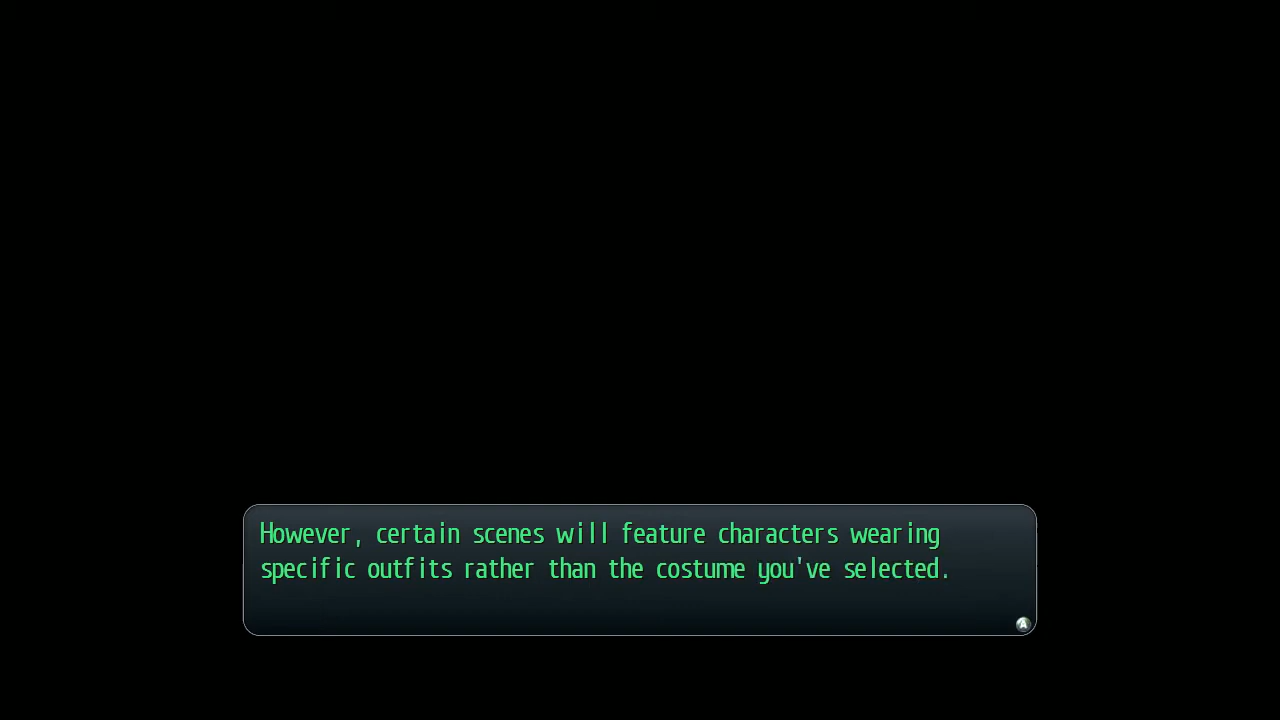 However, certain scenes will feature characters wearing
specific outfits rather than the costume you've selected.
A